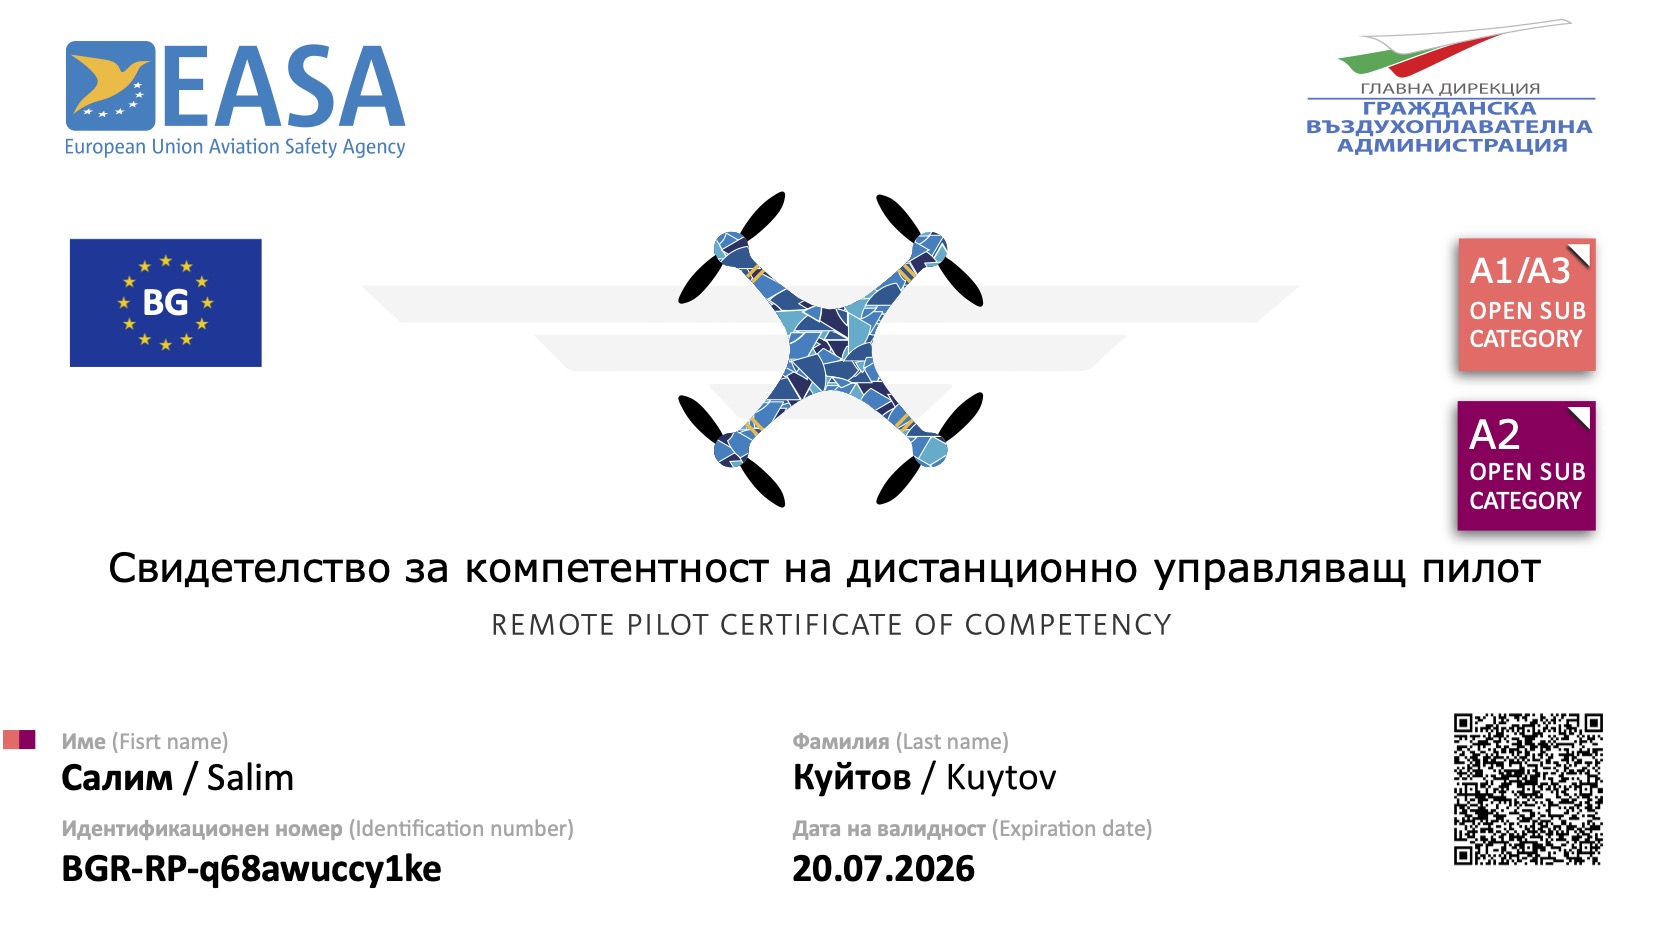 EASA
European Union Aviation Safety Agency
ГЛАВНА ДИРЕКЦИЯ
ГРАЖДАНСКА
ВЪЗДУХОПЛАВАТЕЛНА
АДМИНИСТРАЦИЯ
BG
A1/A3
OPEN SUB
CATEGORY
A2
OPEN SUB
CATEGORY
Свидетелство за компетентност на дистанционно управляващ пилот
REMOTE PILOT CERTIFICATE OF COMPETENCY
Име (Fisrt name)
Салим / Salim
Фамилия (Last name)
Куйтов / Kuytov
Идентификационен номер (Identification number)
BGR-RP-q68awuccy1ke
Дата на валидност (Expiration date)
20.07.2026